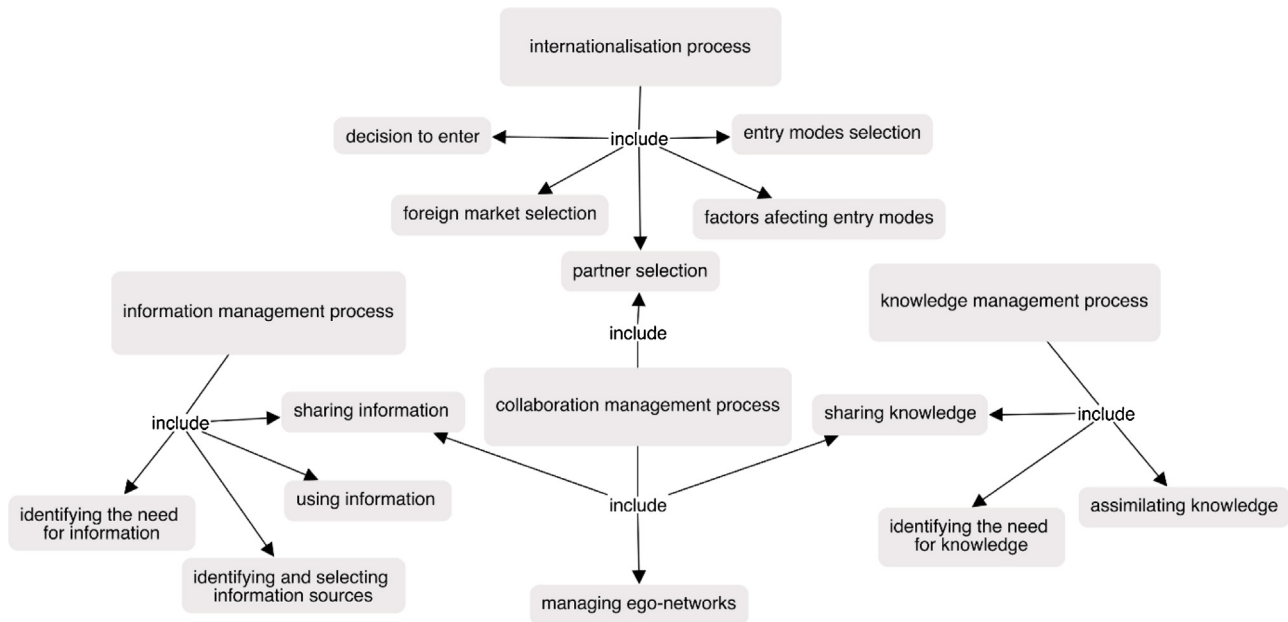 internationalisation process
decision to enter
include
entry modes selection
foreign market selection
factors afecting entry modes
partner selection
information management process
knowledge management process
include
sharing information
collaboration management process
sharing knowledge
include
include
using information
include
identifying the need
for information
assimilating knowledge
identifying the need
for knowledge
identifying and selecting
information sources
managing ego-networks